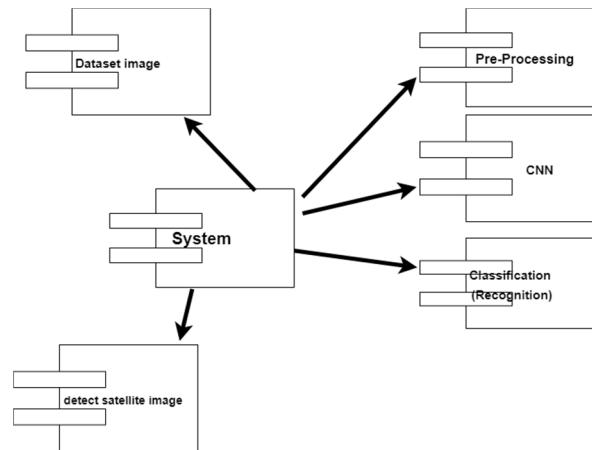 Dataset image
Pre-Processing
CNN
System
Classification
(Recognition)
detect satellite image